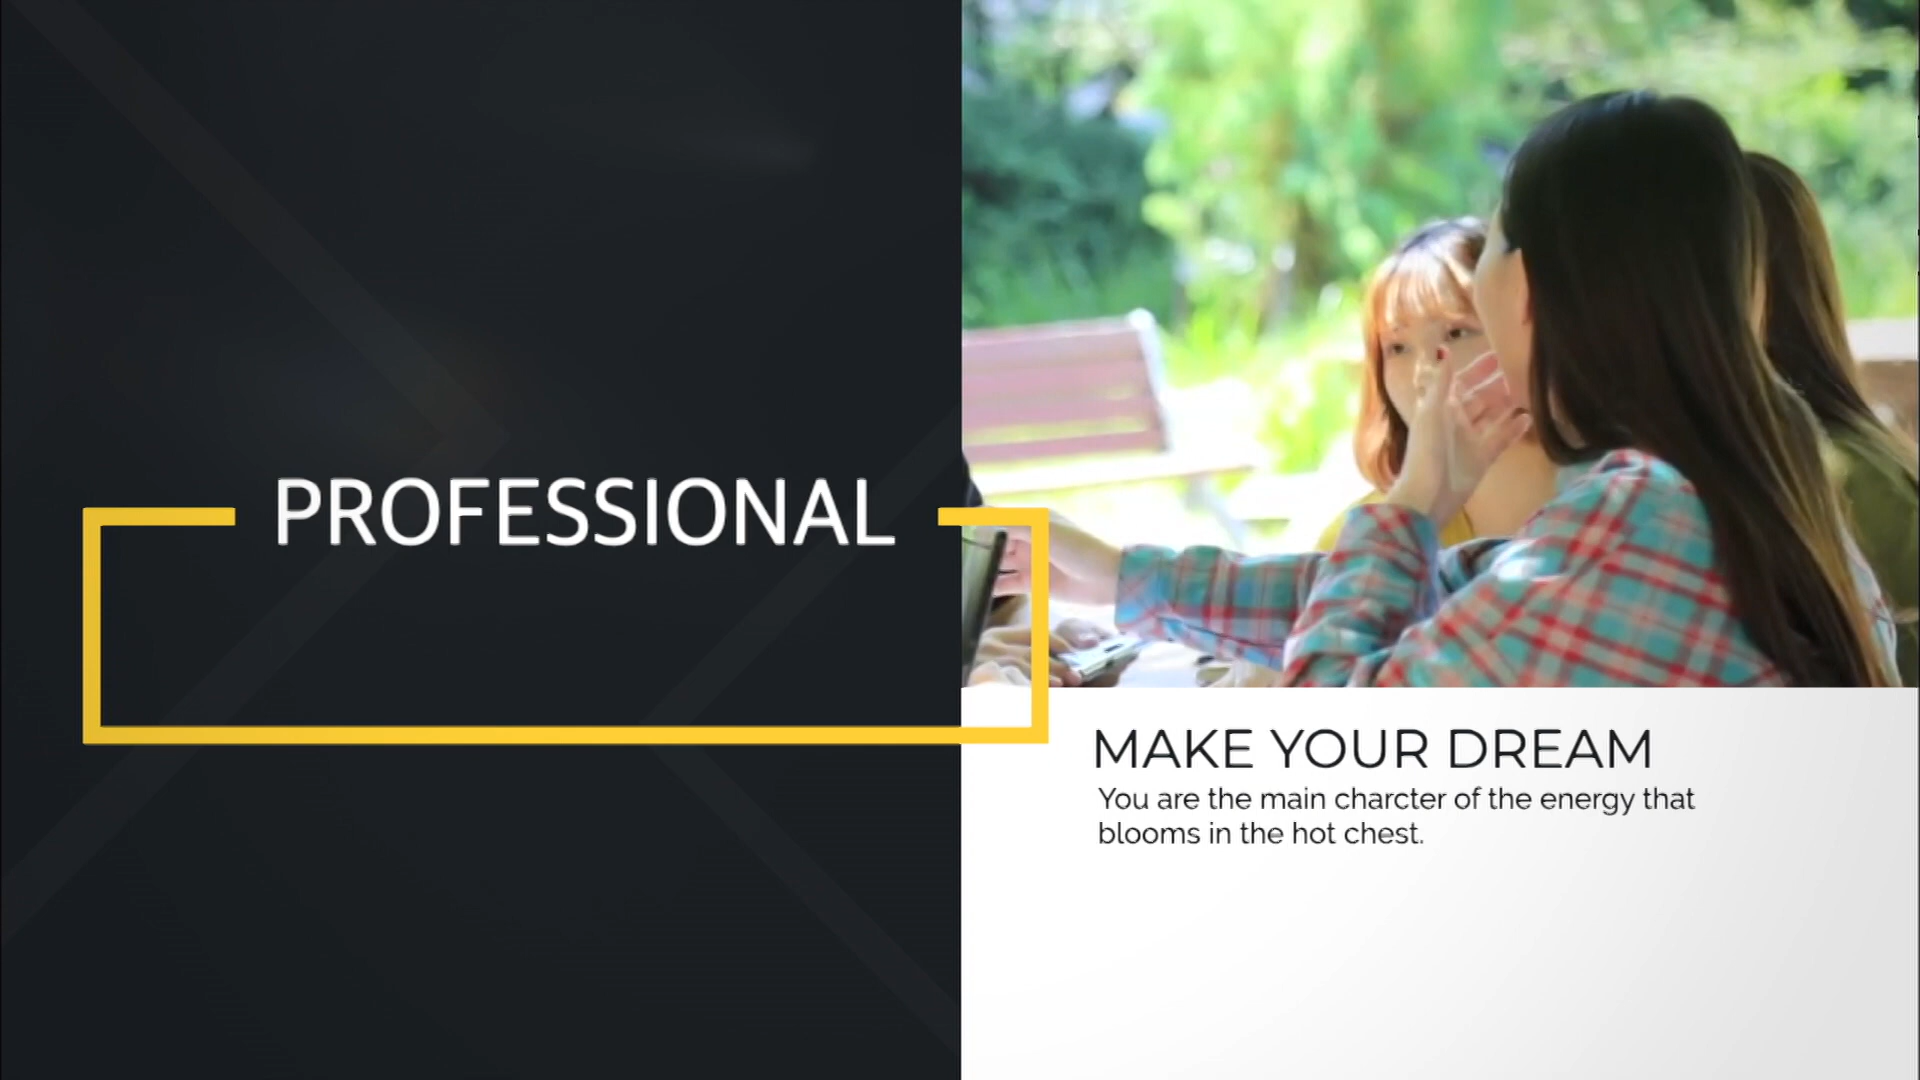 PROFESSIONAL
MAKE YOUR DREAM
You are the main charcter of the energy that
blooms in the hot chest.